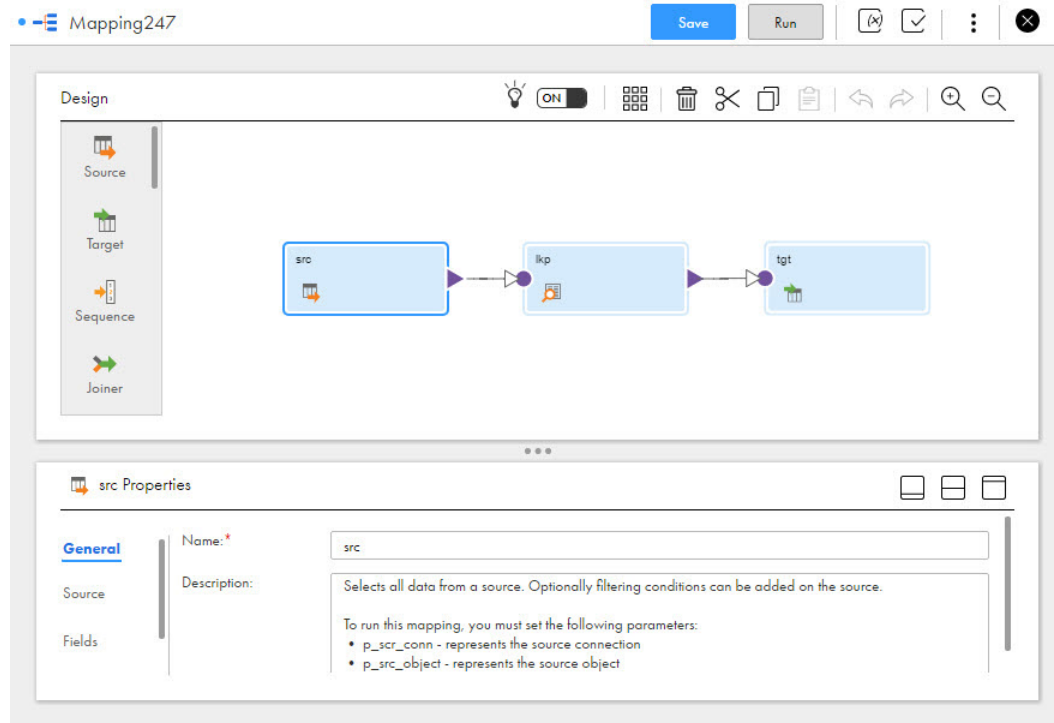 Mapping247
Save
Run
(x)
Design
ON
Source
Target
Sequence
Joiner
src
lkp
tgt
src Properties
General
Source
Fields
Name:*
src
Description:
Selects all data from a source. Optionally filtering conditions can be added on the source.
To run this mapping, you must set the following parameters:
• p_scr_conn - represents the source connection
• p_src_object - represents the source object